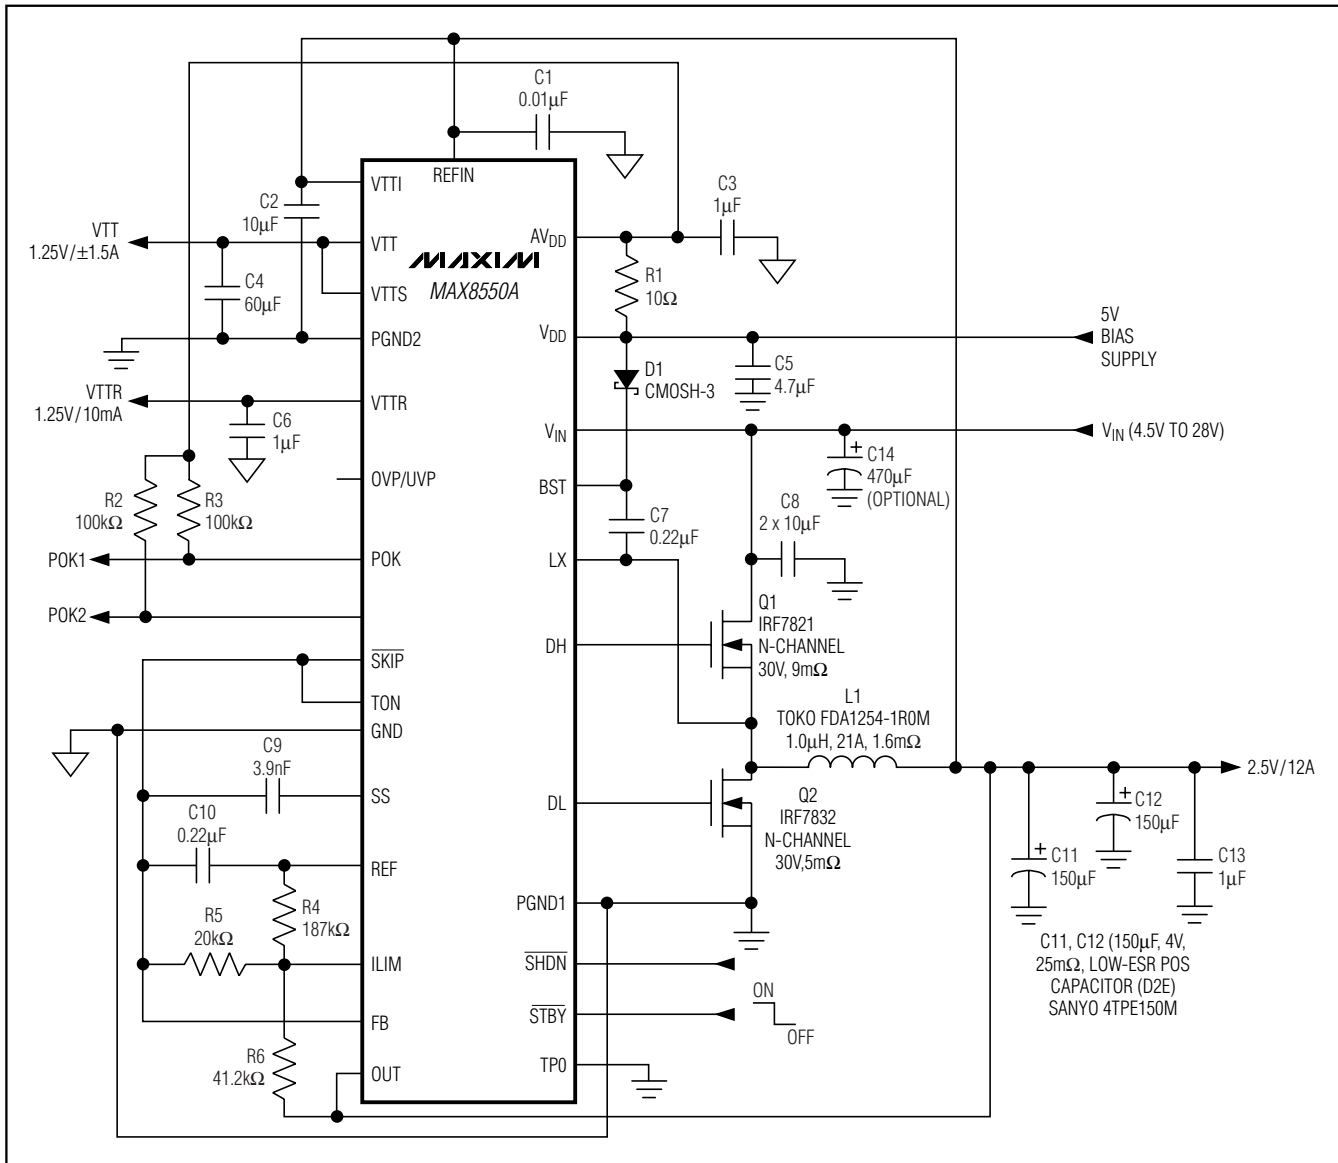 C1
0.01µF
REFIN
VTTI
C2
10µF
C3
1µF
VTT
1.25V/±1.5A
VTT
AVDD
MAXIM
MAX8550A
C4
60µF
VTTS
R1
10Ω
PGND2
VDD
5V
BIAS
SUPPLY
D1
CMOSH-3
C5
4.7µF
VTTR
1.25V/10mA
VTTR
C6
1µF
VIN
VIN (4.5V TO 28V)
C14
470µF
(OPTIONAL)
OVP/UVP
BST
R2
100kΩ
R3
100kΩ
C7
0.22µF
C8
2 x 10µF
POK1
POK
LX
POK2
Q1
IRF7821
N-CHANNEL
30V, 9mΩ
DH
SKIP
TON
GND
L1
TOKO FDA1254-1R0M
1.0µH, 21A, 1.6mΩ
C9
3.9nF
2.5V/12A
SS
DL
Q2
IRF7832
N-CHANNEL
30V,5mΩ
C12
150µF
C10
0.22µF
C11
150µF
C13
1µF
REF
R4
187kΩ
PGND1
R5
20kΩ
C11, C12 (150µF, 4V,
25mΩ, LOW-ESR POS
CAPACITOR (D2E)
SANYO 4TPE150M
ILIM
SHDN
ON
OFF
FB
STBY
R6
41.2kΩ
OUT
TP0